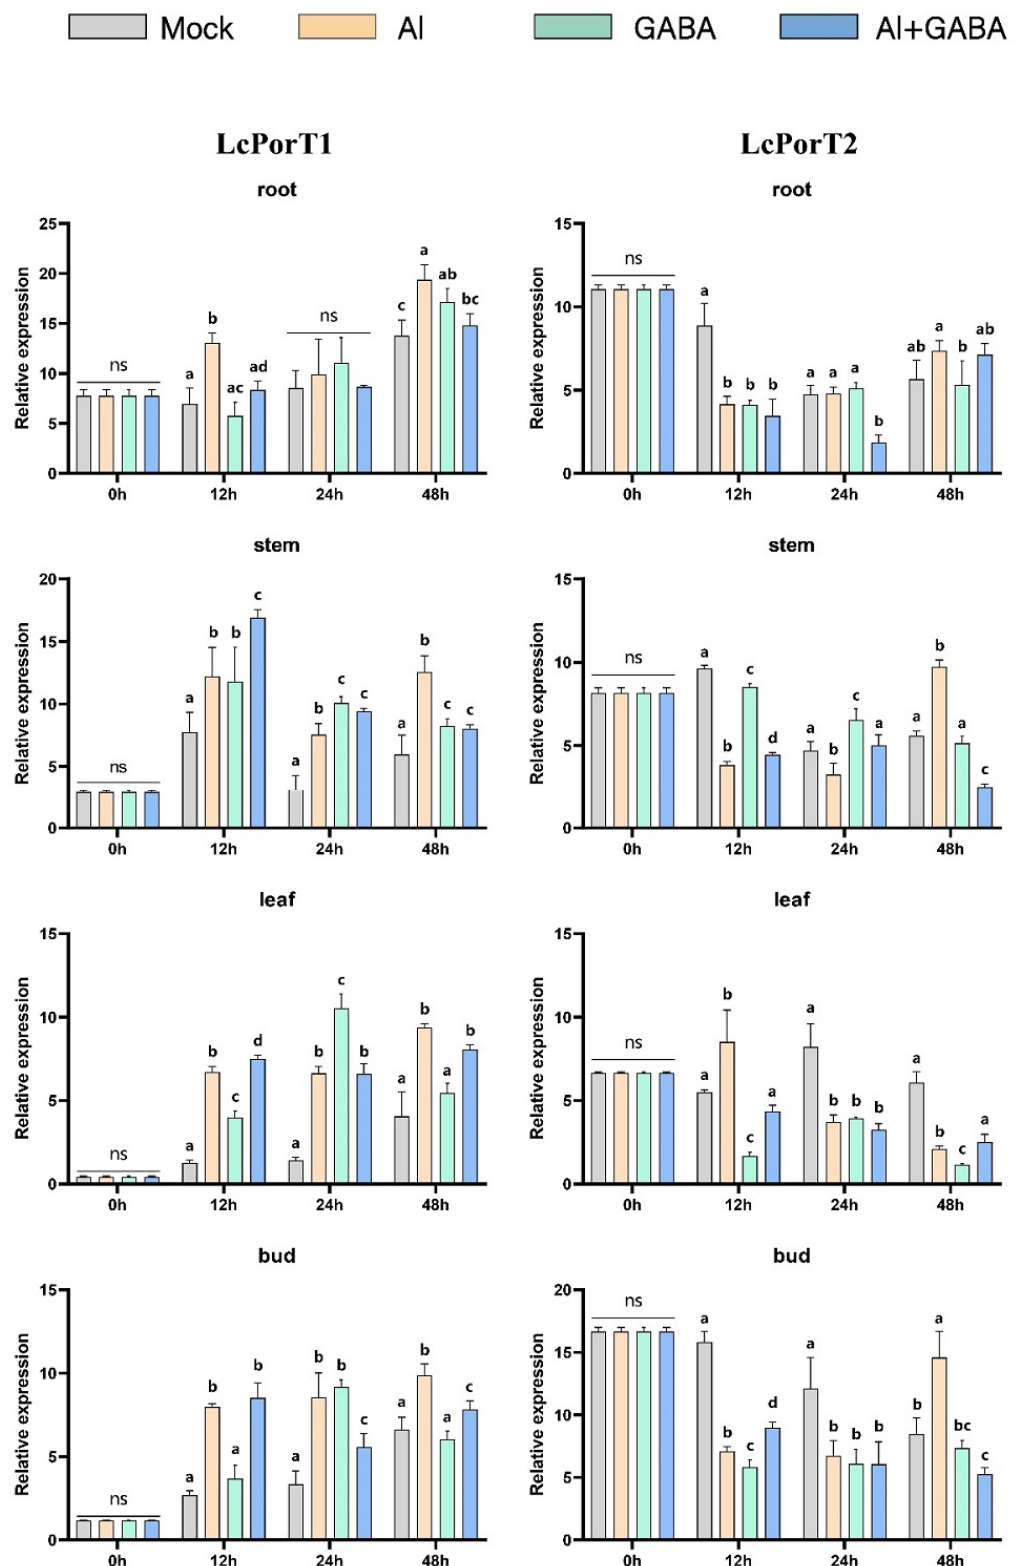 Mock Al GABA Al+GABA
LcPorT1 LcPorT2
root root
Relative expression
25
20
15
10
5
0
ns
a b ac ad
ns
c a ab bc
0h 12h 24h 48h
Relative expression
15
10
5
0
ns
a b b b
a a a b
ab a b ab
0h 12h 24h 48h
stem stem
Relative expression
20
15
10
5
0
ns
a b b c
a b c c
a b c c
0h 12h 24h 48h
Relative expression
15
10
5
0
ns
a b c d
a b c a
a b a c
0h 12h 24h 48h
leaf leaf
Relative expression
15
10
5
0
ns
a b c d
a b c b
a b a b
0h 12h 24h 48h
Relative expression
15
10
5
0
ns
a b c a
a b b b
a b c a
0h 12h 24h 48h
bud bud
Relative expression
15
10
5
0
ns
a b a b
a b b c
a b a c
0h 12h 24h 48h
Relative expression
20
15
10
5
0
ns
a b c d
a b b b
b a bc c
0h 12h 24h 48h